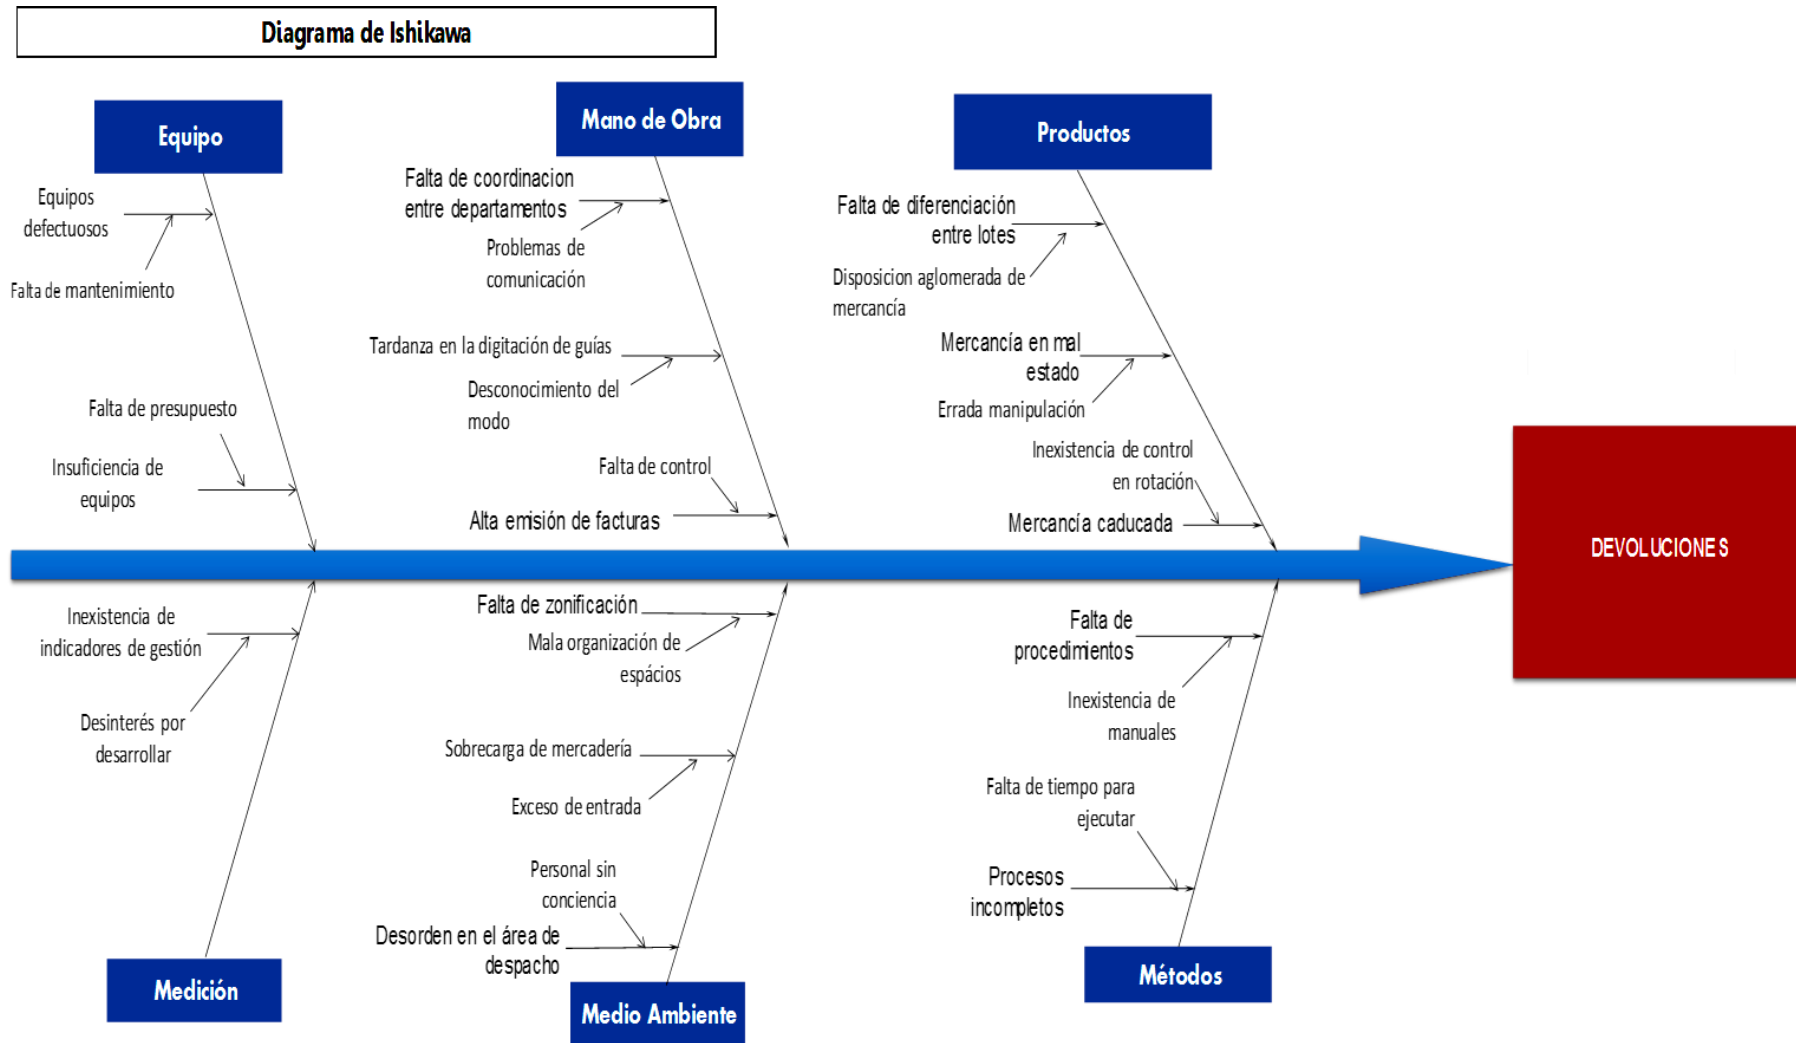 Diagrama de Ishikawa
Equipo
Mano de Obra
Productos
Equipos
defectuosos
Falta de mantenimiento
Falta de presupuesto
Insuficiencia de
equipos
Falta de coordinacion
entre departamentos
Problemas de
comunicación
Tardanza en la digitación de guías
Desconocimiento del
modo
Falta de control
Alta emisión de facturas
Falta de diferenciación
entre lotes
Disposicion aglomerada de
mercancía
Mercancía en mal
estado
Errada manipulación
Inexistencia de control
en rotación
Mercancía caducada
DEVOLUCIONES
Inexistencia de
indicadores de gestión
Desinterés por
desarrollar
Falta de zonificación
Mala organización de
espácios
Sobrecarga de mercadería
Exceso de entrada
Personal sin
conciencia
Desorden en el área de
despacho
Falta de
procedimientos
Inexistencia de
manuales
Falta de tiempo para
ejecutar
Procesos
incompletos
Medición
Medio Ambiente
Métodos